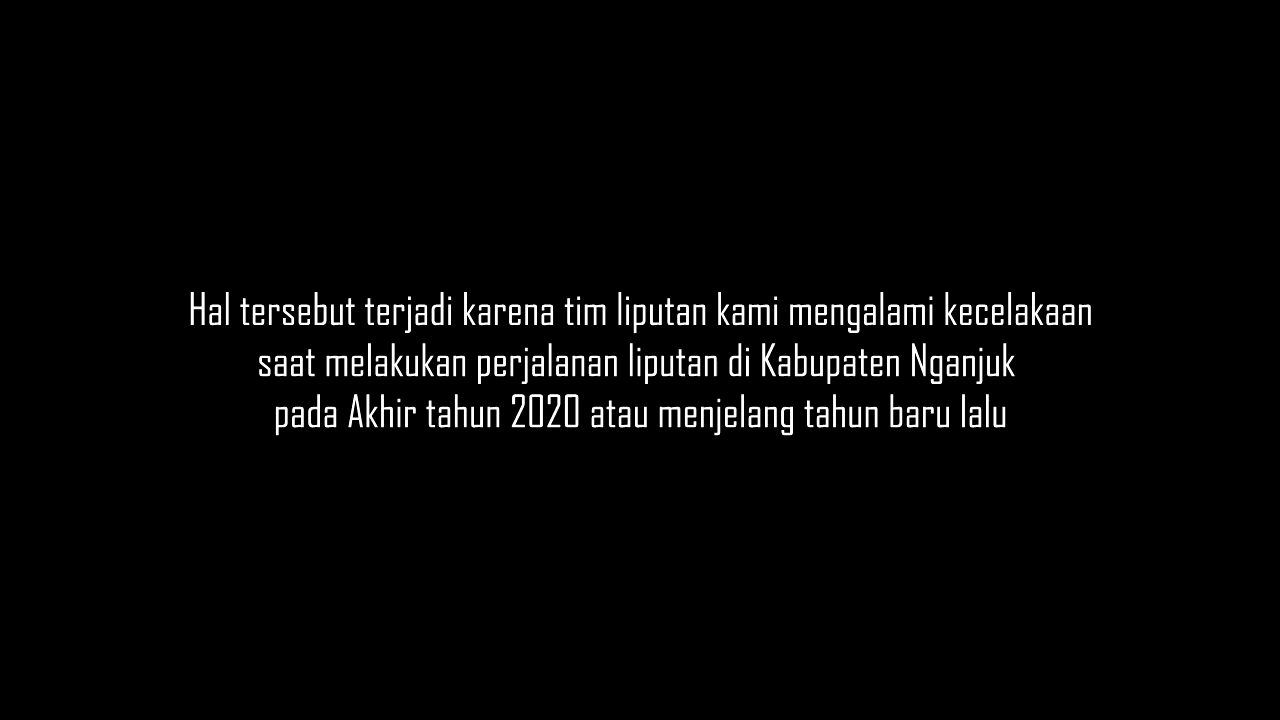 Hal tersebut terjadi karena tim liputan kami mengalami kecelakaan
saat melakukan perjalanan liputan di Kabupaten Nganjuk
pada Akhir tahun 2020 atau menjelang tahun baru lalu